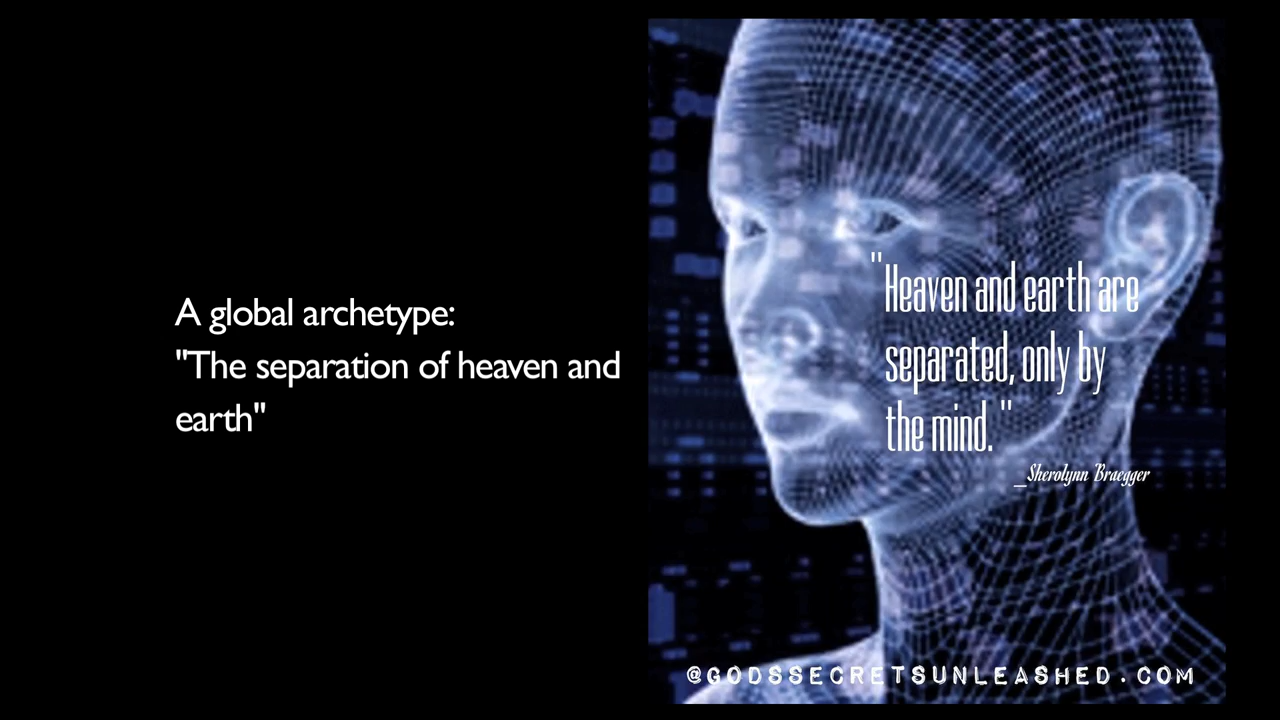 A global archetype:
"The separation of heaven and
earth"
"Heaven and earth are
separated, only by
the mind."
_Sherolynn Braegger
@GODSSECRETSUNLEASHED.COM